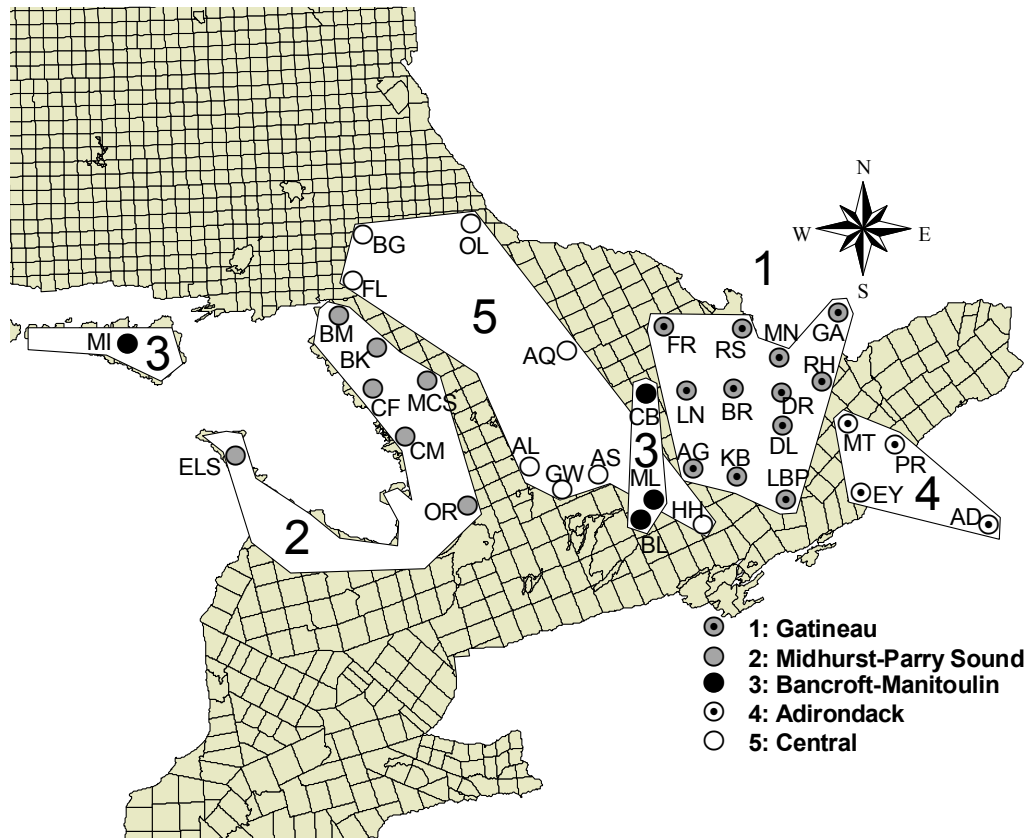 N
W E
S
1
BG
OL
FL
5
BM
MI
3
BK
AQ
FR
RS
MN
GA
RH
CF
MCS
CB
LN
BR
DR
CM
DL
MT
PR
ELS
AL
GW
AS
3
ML
AG
KB
LBP
EY
4
AD
OR
2
HH
BL
1: Gatineau
2: Midhurst-Parry Sound
3: Bancroft-Manitoulin
4: Adirondack
5: Central